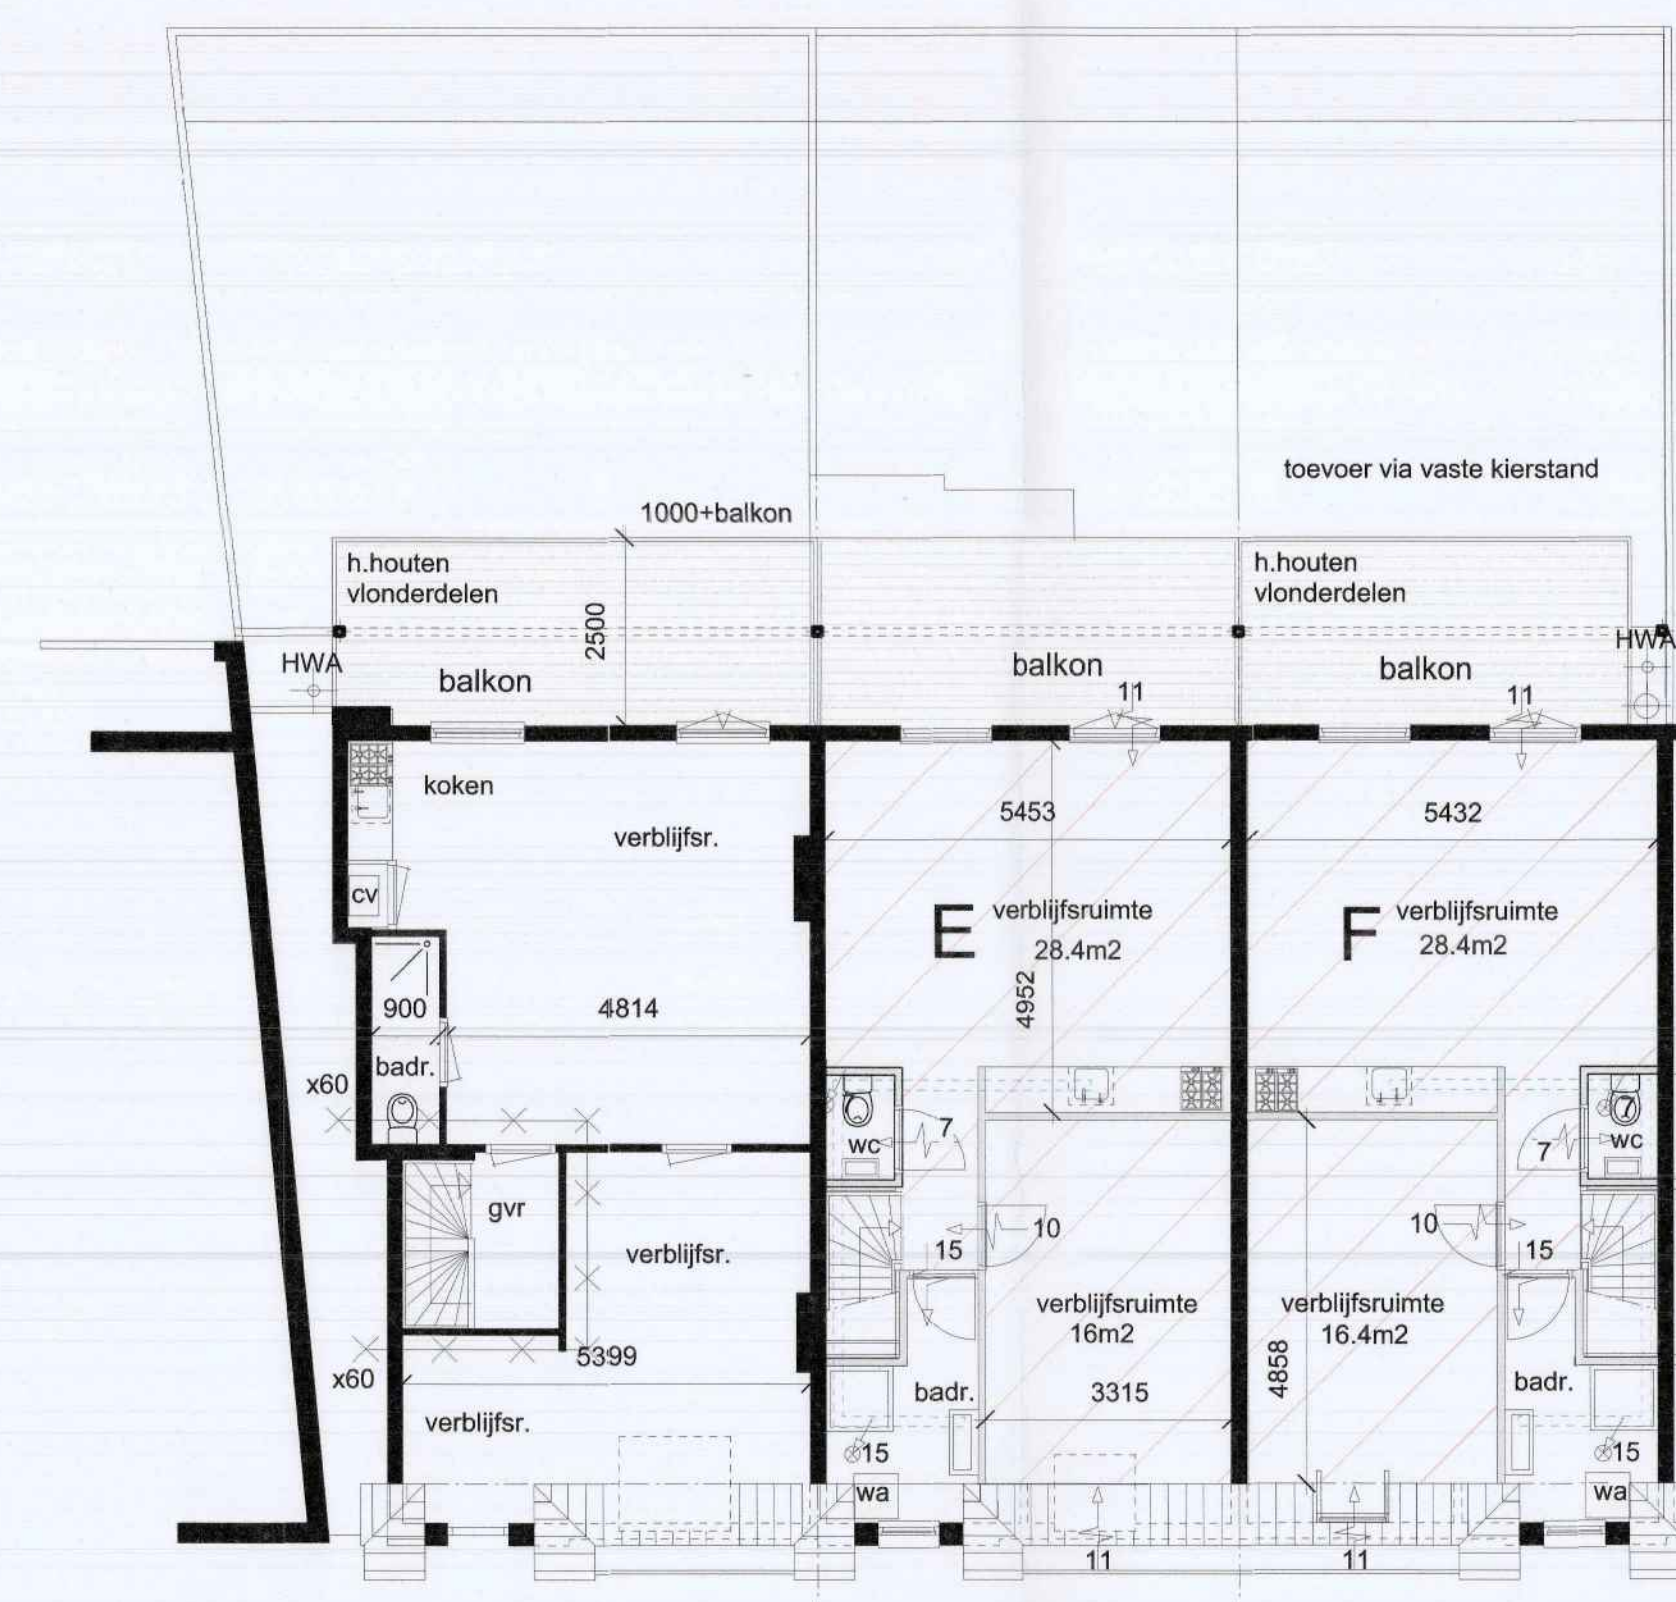 toevoer via vaste kierstand
1000+balkon
h.houten
vlonderdelen
h.houten
vlonderdelen
2500
HWA
HWA
balkon
balkon
balkon
11
11
koken
verblijfsr.
5453
5432
cv
E
verblijfsruimte
28.4m2
F
verblijfsruimte
28.4m2
4952
900
4814
badr.
x60
wc
7
7
wc
7
gvr
verblijfsr.
10
15
10
15
verblijfsruimte
16m2
verblijfsruimte
16.4m2
5399
x60
4858
badr.
3315
badr.
verblijfsr.
15
15
wa
wa
11
11